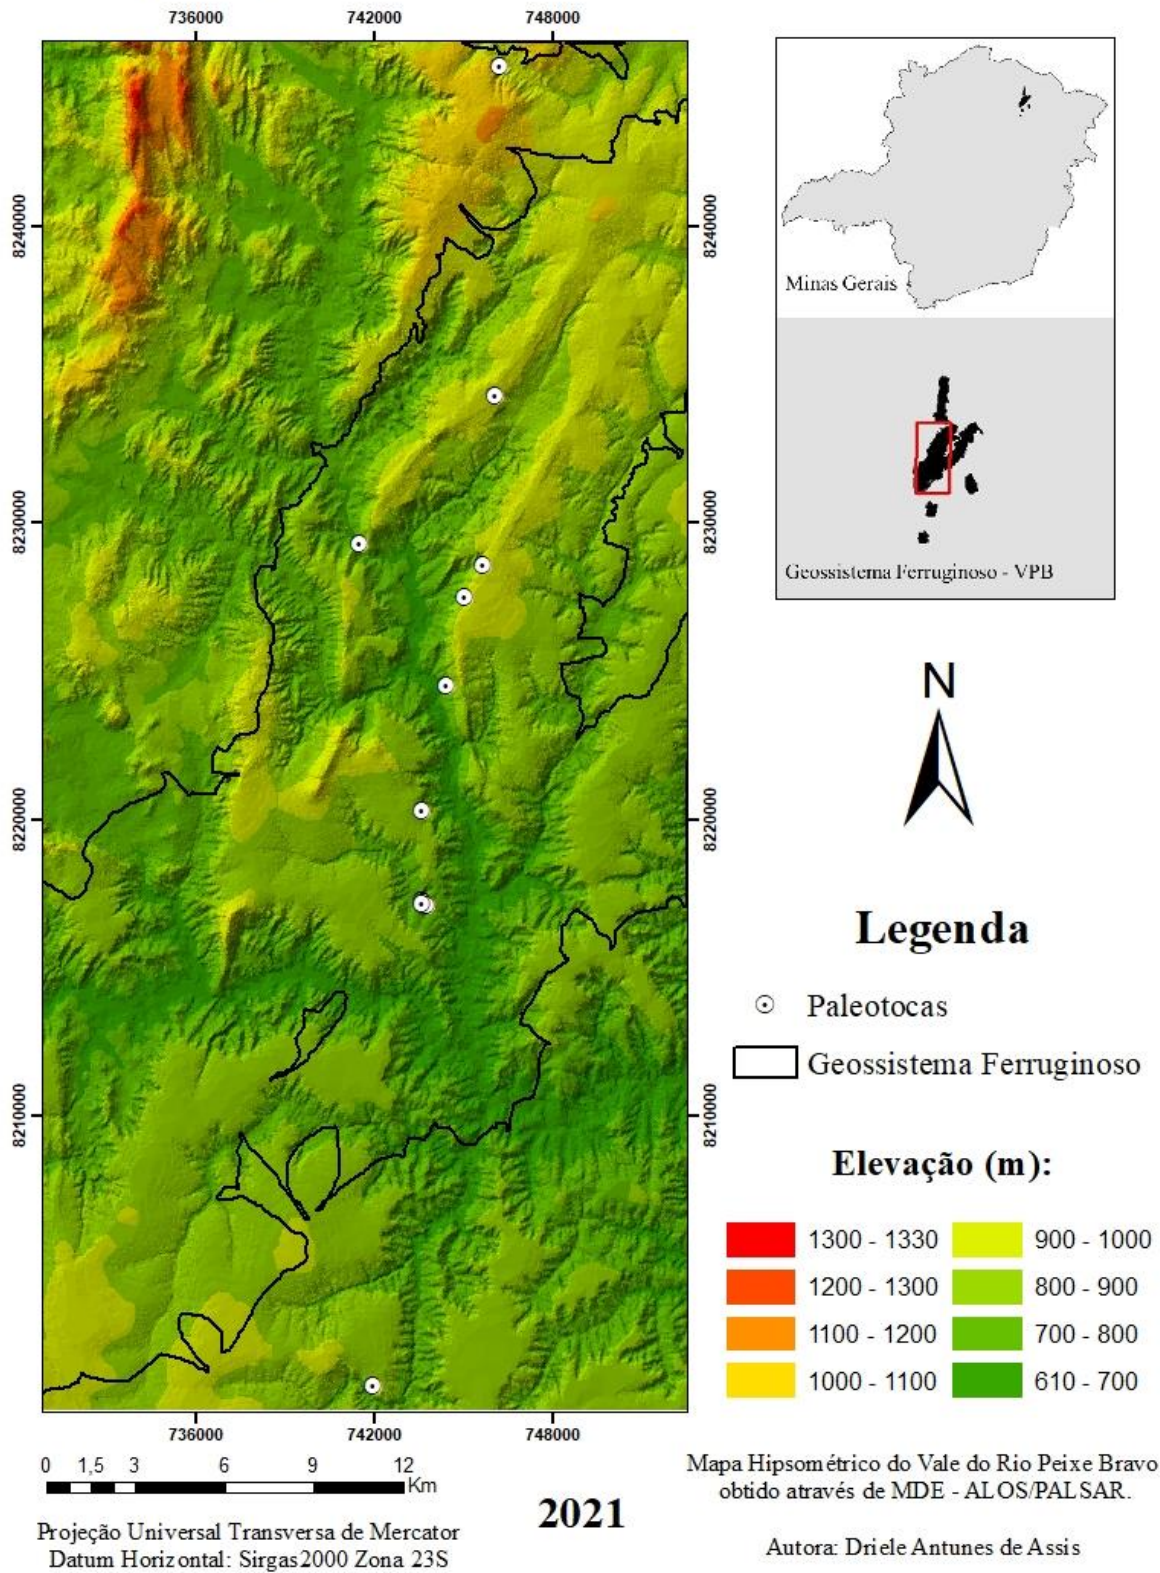 736000 742000 748000
8240000 8240000
8230000 8230000
8220000 8220000
8210000 8210000
736000 742000 748000
0 1,5 3 6 9 12
Km
Projeção Universal Transversa de Mercator
Datum Horizontal: Sirgas2000 Zona 23S
2021
Minas Gerais
Geossistema Ferruginoso - VPB
N
Legenda
Paleotocas
Geossistema Ferruginoso
Elevação (m):
1300 - 1330 900 - 1000
1200 - 1300 800 - 900
1100 - 1200 700 - 800
1000 - 1100 610 - 700
Mapa Hipsométrico do Vale do Rio Peixe Bravo
obtido através de MDE - ALOS/PALSAR.
Autora: Driele Antunes de Assis